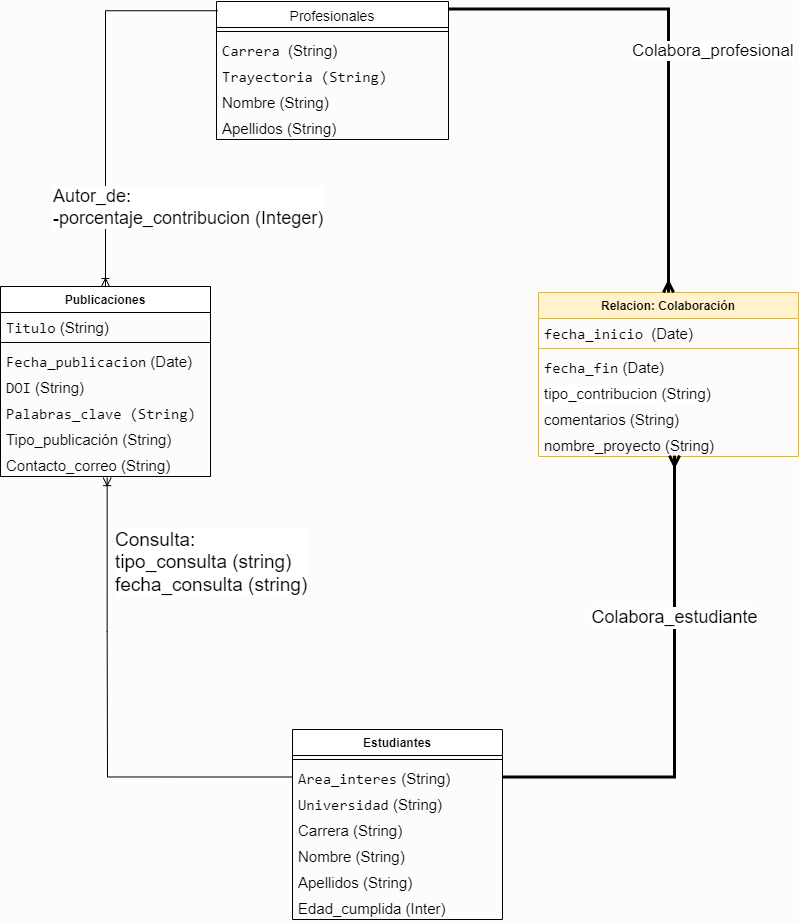 Profesionales
Carrera (String)
Trayectoria (String)
Nombre (String)
Apellidos (String)
Colabora_profesional
Autor_de:
-porcentaje_contribucion (Integer)
Publicaciones
Titulo (String)
Fecha_publicacion (Date)
DOI (String)
Palabras_clave (String)
Tipo_publicación (String)
Contacto_correo (String)
Relacion: Colaboración
fecha_inicio (Date)
fecha_fin (Date)
tipo_contribucion (String)
comentarios (String)
nombre_proyecto (String)
Consulta:
tipo_consulta (string)
fecha_consulta (string)
Colabora_estudiante
Estudiantes
Area_interes (String)
Universidad (String)
Carrera (String)
Nombre (String)
Apellidos (String)
Edad_cumplida (Inter)